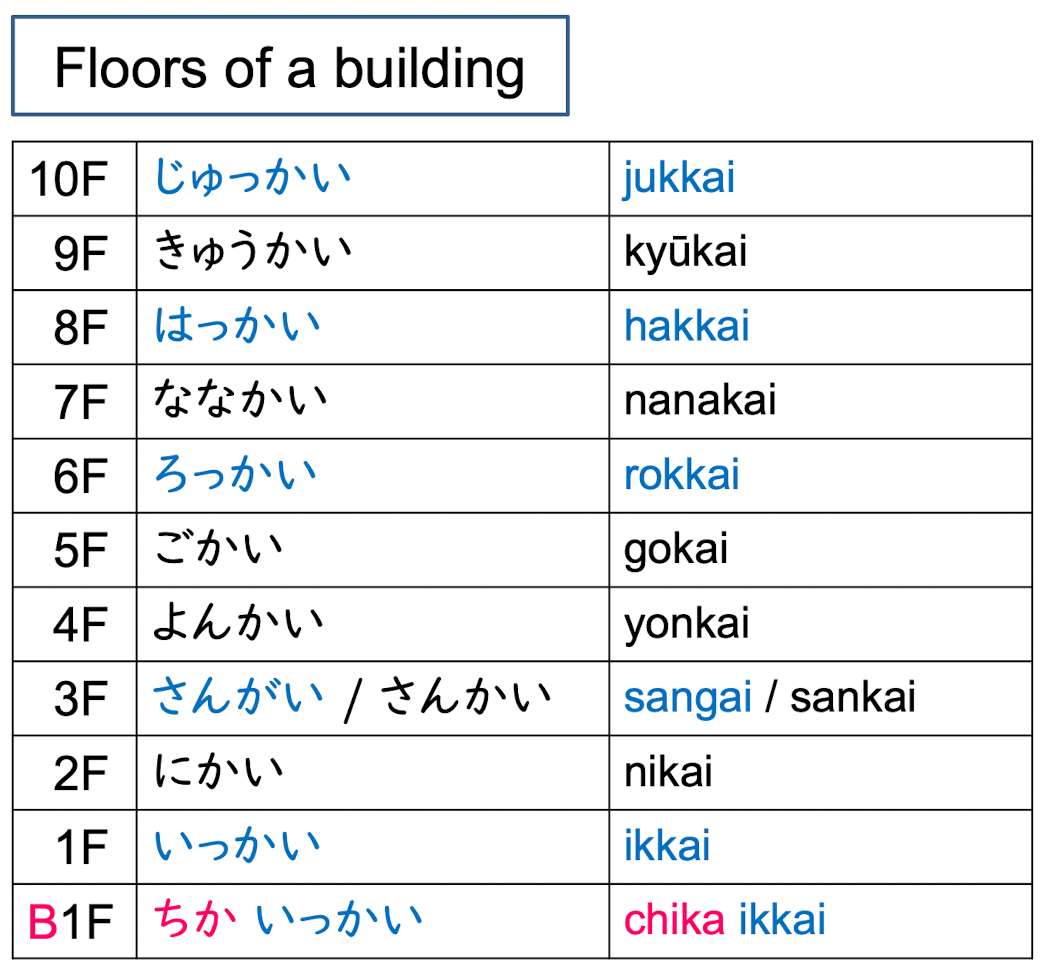 Floors of a building
10F じゅっかい jukkai
9F きゅうかい kyūkai
8F はっかい hakkai
7F ななかい nanakai
6F ろっかい rokkai
5F ごかい gokai
4F よんかい yonkai
3F さんがい / さんかい sangai / sankai
2F にかい nikai
1F いっかい ikkai
B1F ちか いっかい chika ikkai